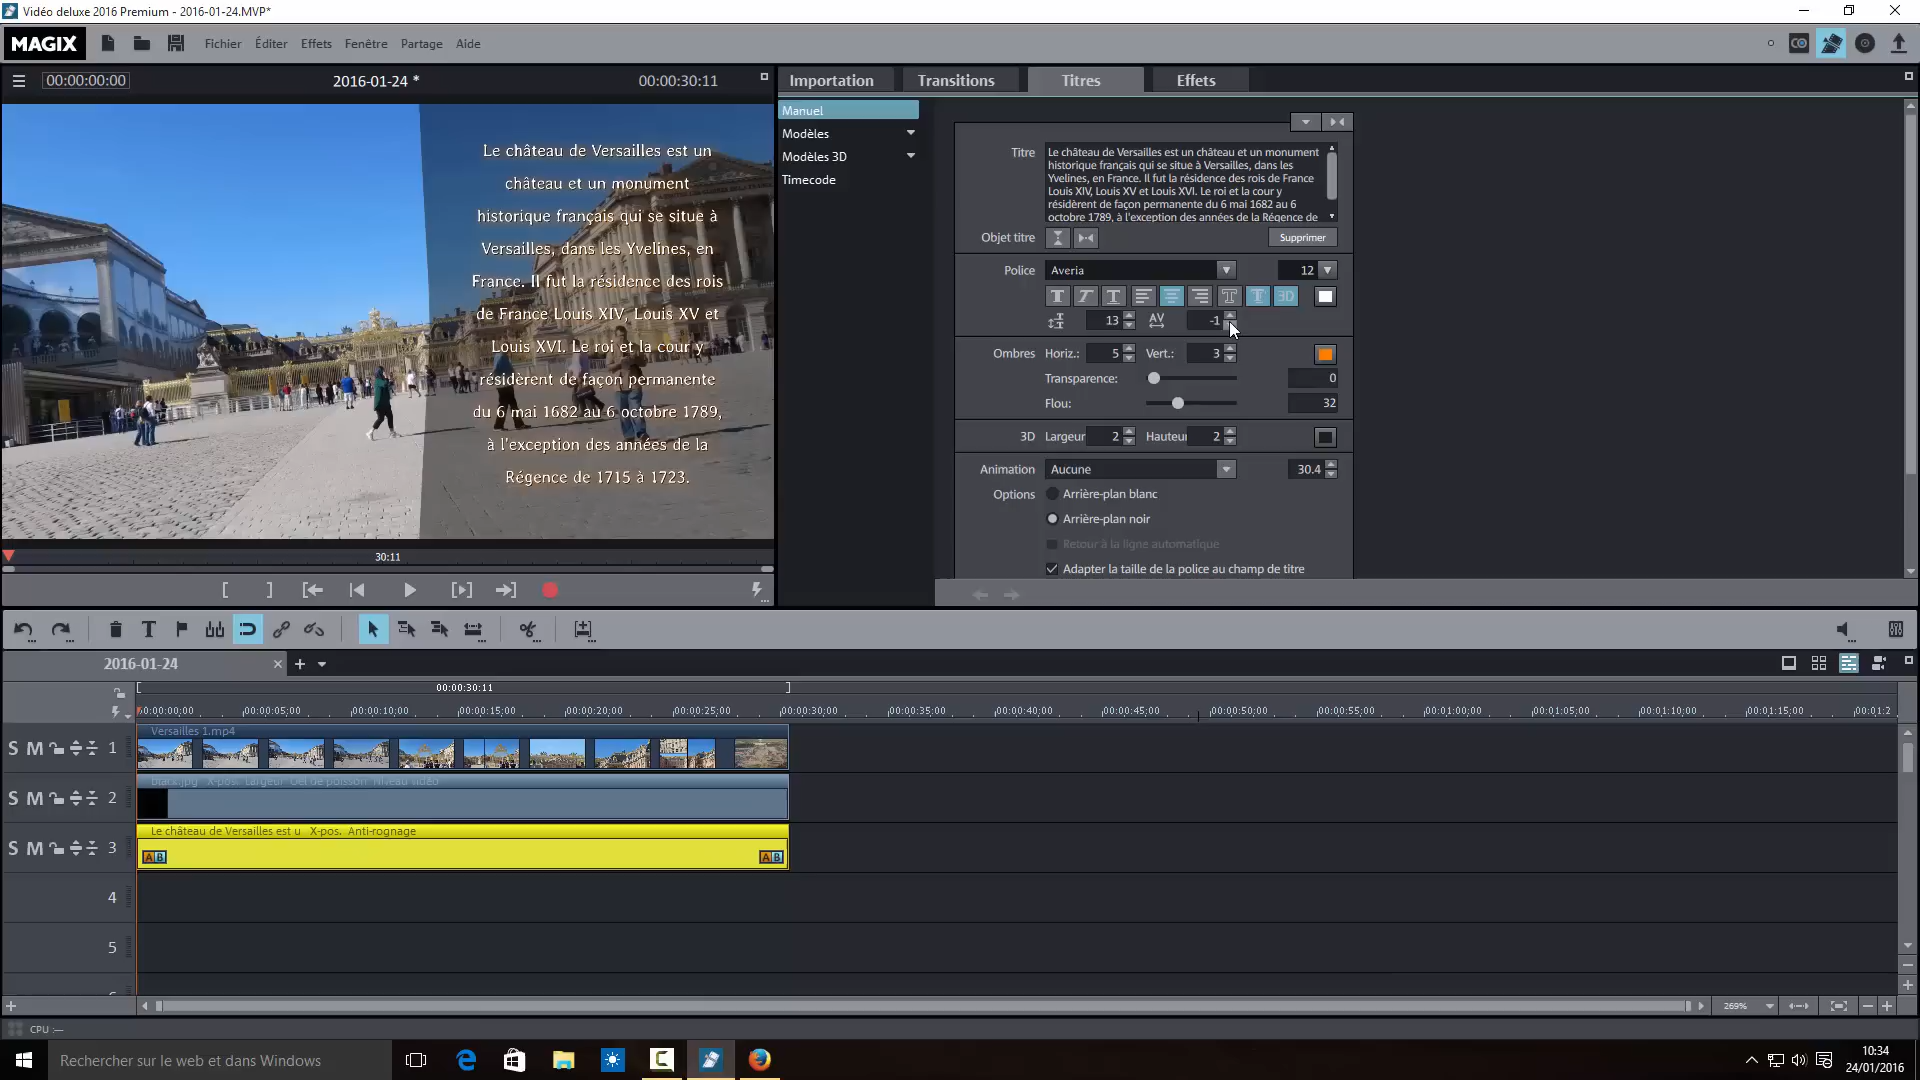 Vidéo deluxe 2016 Premium - 2016-01-24.MVP*
MAGIX
Fichier Éditer Effets Fenêtre Partage Aide
00:00:00:00 2016-01-24 * 00:00:30:11
Importation Transitions Titres Effets
Manuel
Modèles
Modèles 3D
Timecode
Le château de Versailles est un
château et un monument
historique français qui se situe à
Versailles, dans les Yvelines, en
France. Il fut la résidence des rois
de France Louis XIV, Louis XV et
Louis XVI. Le roi et la cour y
résidèrent de façon permanente
du 6 mai 1682 au 6 octobre 1789,
à l'exception des années de la
Régence de 1715 à 1723.
30:11
Titre
Le château de Versailles est un château et un monument
historique français qui se situe à Versailles, dans les
Yvelines, en France. Il fut la résidence des rois de France
Louis XIV, Louis XV et Louis XVI. Le roi et la cour y
résidèrent de façon permanente du 6 mai 1682 au 6
octobre 1789, à l'exception des années de la Régence de
Objet titre Supprimer
Police Averia 12
T T T T T 3D
13 AV -1
Ombres Horiz.: 5 Vert.: 3
Transparence: 0
Flou: 32
3D Largeur 2 Hauteur 2
Animation Aucune 30.4
Options Arrière-plan blanc
Arrière-plan noir
Retour à la ligne automatique
Adapter la taille de la police au champ de titre
2016-01-24
00:00:30:11
00:00:00;00 00:00:05;00 00:00:10;00 00:00:15;00 00:00:20;00 00:00:25;00 00:00:30;00 00:00:35;00 00:00:40;00 00:00:45;00 00:00:50;00 00:00:55;00 00:01:00;00 00:01:05;00 00:01:10;00 00:01:15;00 00:01:2
S M 1 Versailles 1.mp4
S M 2 X-pos. Largeur Oeil de poisson Niveau vidéo
S M 3 Le château de Versailles est u X-pos. Anti-rognage
AB AB
4
5
269%
CPU :—
Rechercher sur le web et dans Windows
10:34
24/01/2016